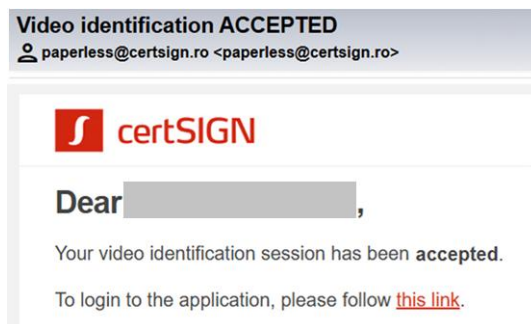 Video identification ACCEPTED
paperless@certsign.ro <paperless@certsign.ro>
certSIGN
Dear ,
Your video identification session has been accepted.
To login to the application, please follow this link.